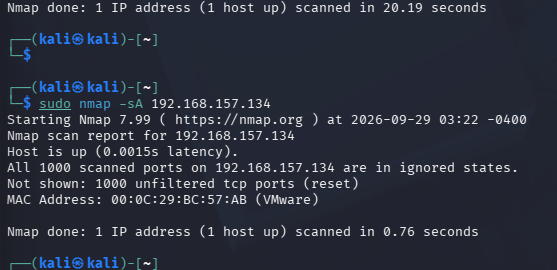 Nmap done: 1 IP address (1 host up) scanned in 20.19 seconds
┌──(kali㉿kali)-[~]
└─$
┌──(kali㉿kali)-[~]
└─$ sudo nmap -sA 192.168.157.134
Starting Nmap 7.99 ( https://nmap.org ) at 2026-09-29 03:22 -0400
Nmap scan report for 192.168.157.134
Host is up (0.0015s latency).
All 1000 scanned ports on 192.168.157.134 are in ignored states.
Not shown: 1000 unfiltered tcp ports (reset)
MAC Address: 00:0C:29:BC:57:AB (VMware)
Nmap done: 1 IP address (1 host up) scanned in 0.76 seconds
┌──(kali㉿kali)-[~]